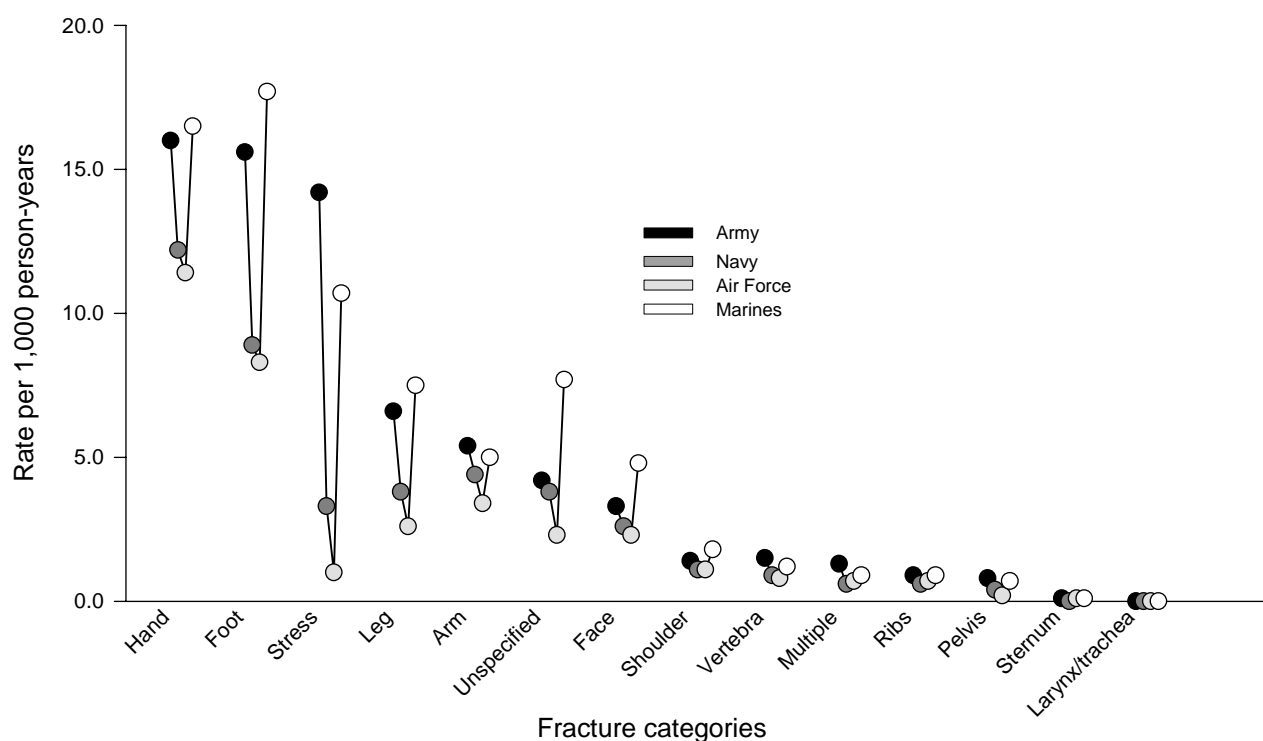 20.0
15.0
10.0
5.0
0.0
Rate per 1,000 person-years
Army
Navy
Air Force
Marines
Hand
Foot
Stress
Leg
Arm
Unspecified
Face
Shoulder
Vertebra
Multiple
Ribs
Pelvis
Sternum
Larynx/trachea
Fracture categories